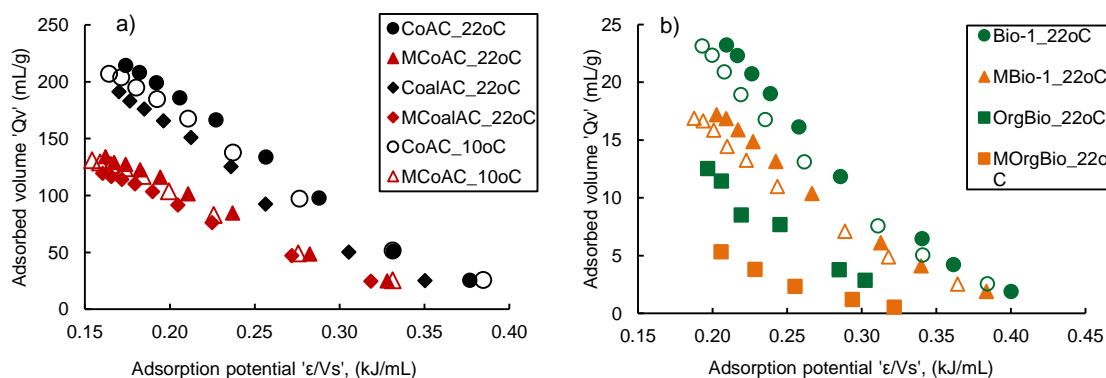 a)
Adsorbed volume 'Qv' (mL/g)
250
200
150
100
50
0
0.15 0.20 0.25 0.30 0.35 0.40
Adsorption potential 'ε/Vs', (kJ/mL)
CoAC_22oC
MCoAC_22oC
CoalAC_22oC
MCoalAC_22oC
CoAC_10oC
MCoAC_10oC
b)
Adsorbed volume 'Qv' (mL/g)
25
20
15
10
5
0
0.20 0.25 0.30 0.35 0.40 0.45
Adsorption potential 'ε/Vs', (kJ/mL)
Bio-1_22oC
MBio-1_22oC
OrgBio_22oC
MOrgBio_22o
C